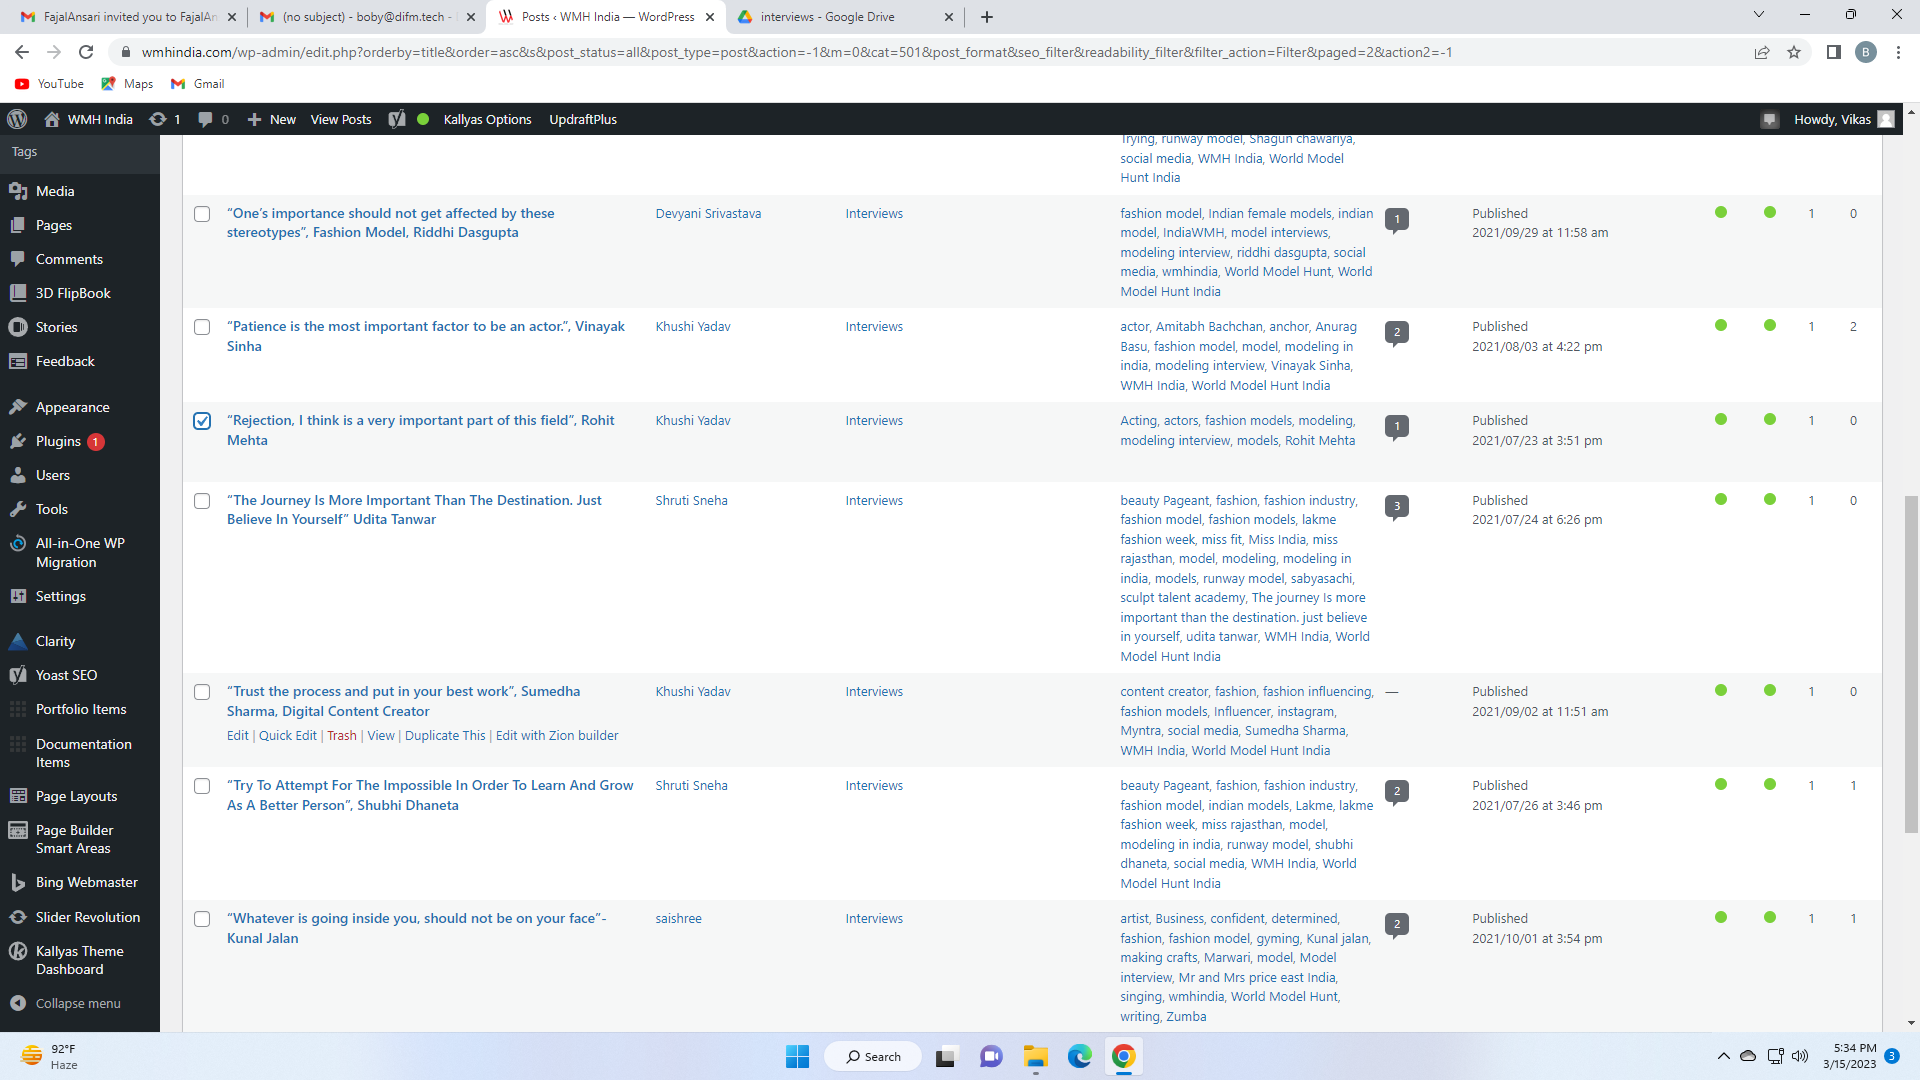 FajalAnsari invited you to FajalAn
(no subject) - boby@difm.tech -
Posts ‹ WMH India — WordPress
interviews - Google Drive
wmhindia.com/wp-admin/edit.php?orderby=title&order=asc&s&post_status=all&post_type=post&action=-1&m=0&cat=501&post_format&seo_filter&readability_filter&filter_action=Filter&paged=2&action2=-1
B
YouTube
Maps
Gmail
WMH India
1
0
New
View Posts
Kallyas Options
UpdraftPlus
Howdy, Vikas
Tags
Media
Pages
Comments
3D FlipBook
Stories
Feedback
Appearance
Plugins 1
Users
Tools
All-in-One WP
Migration
Settings
Clarity
Yoast SEO
Portfolio Items
Documentation
Items
Page Layouts
Page Builder
Smart Areas
Bing Webmaster
Slider Revolution
Kallyas Theme
Dashboard
Collapse menu
Trying, runway model, Shagun chawariya,
social media, WMH India, World Model
Hunt India
“One’s importance should not get affected by these
stereotypes”, Fashion Model, Riddhi Dasgupta
Devyani Srivastava
Interviews
fashion model, Indian female models, indian
model, IndiaWMH, model interviews,
modeling interview, riddhi dasgupta, social
media, wmhindia, World Model Hunt, World
Model Hunt India
1
Published
2021/09/29 at 11:58 am
1
0
“Patience is the most important factor to be an actor.”, Vinayak
Sinha
Khushi Yadav
Interviews
actor, Amitabh Bachchan, anchor, Anurag
Basu, fashion model, model, modeling in
india, modeling interview, Vinayak Sinha,
WMH India, World Model Hunt India
2
Published
2021/08/03 at 4:22 pm
1
2
“Rejection, I think is a very important part of this field”, Rohit
Mehta
Khushi Yadav
Interviews
Acting, actors, fashion models, modeling,
modeling interview, models, Rohit Mehta
1
Published
2021/07/23 at 3:51 pm
1
0
“The Journey Is More Important Than The Destination. Just
Believe In Yourself” Udita Tanwar
Shruti Sneha
Interviews
beauty Pageant, fashion, fashion industry,
fashion model, fashion models, lakme
fashion week, miss fit, Miss India, miss
rajasthan, model, modeling, modeling in
india, models, runway model, sabyasachi,
sculpt talent academy, The journey Is more
important than the destination. just believe
in yourself, udita tanwar, WMH India, World
Model Hunt India
3
Published
2021/07/24 at 6:26 pm
1
0
“Trust the process and put in your best work”, Sumedha
Sharma, Digital Content Creator
Edit | Quick Edit | Trash | View | Duplicate This | Edit with Zion builder
Khushi Yadav
Interviews
content creator, fashion, fashion influencing,
fashion models, Influencer, instagram,
Myntra, social media, Sumedha Sharma,
WMH India, World Model Hunt India
—
Published
2021/09/02 at 11:51 am
1
0
“Try To Attempt For The Impossible In Order To Learn And Grow
As A Better Person”, Shubhi Dhaneta
Shruti Sneha
Interviews
beauty Pageant, fashion, fashion industry,
fashion model, indian models, Lakme, lakme
fashion week, miss rajasthan, model,
modeling in india, runway model, shubhi
dhaneta, social media, WMH India, World
Model Hunt India
2
Published
2021/07/26 at 3:46 pm
1
1
“Whatever is going inside you, should not be on your face”-
Kunal Jalan
saishree
Interviews
artist, Business, confident, determined,
fashion, fashion model, gyming, Kunal jalan,
making crafts, Marwari, model, Model
interview, Mr and Mrs price east India,
singing, wmhindia, World Model Hunt,
writing, Zumba
2
Published
2021/10/01 at 3:54 pm
1
1
92°F
Haze
Search
5:34 PM
3/15/2023
3